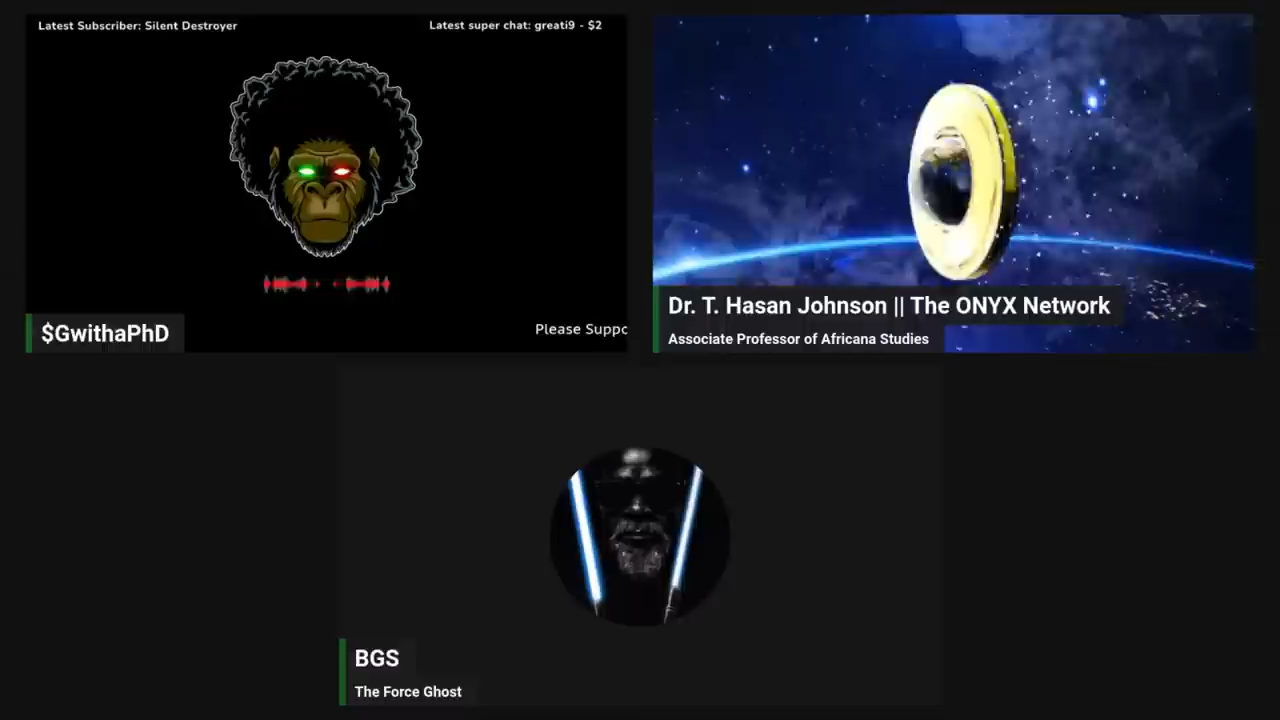 Latest Subscriber: Silent Destroyer
Latest super chat: greati9 - $2
$GwithaPhD
Please Suppo
Dr. T. Hasan Johnson || The ONYX Network
Associate Professor of Africana Studies
BGS
The Force Ghost